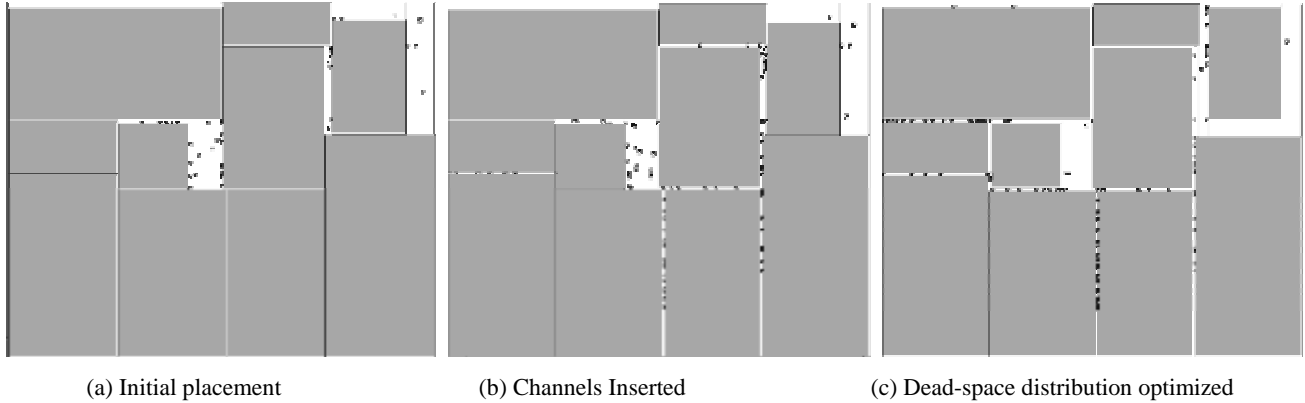 (a) Initial placement
(b) Channels Inserted
(c) Dead-space distribution optimized